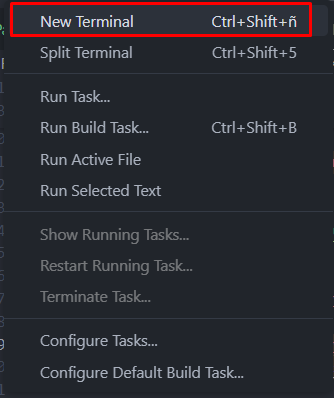 New Terminal Ctrl+Shift+ñ
Split Terminal Ctrl+Shift+5
Run Task...
Run Build Task... Ctrl+Shift+B
Run Active File
Run Selected Text
Show Running Tasks...
Restart Running Task...
Terminate Task...
Configure Tasks...
Configure Default Build Task...